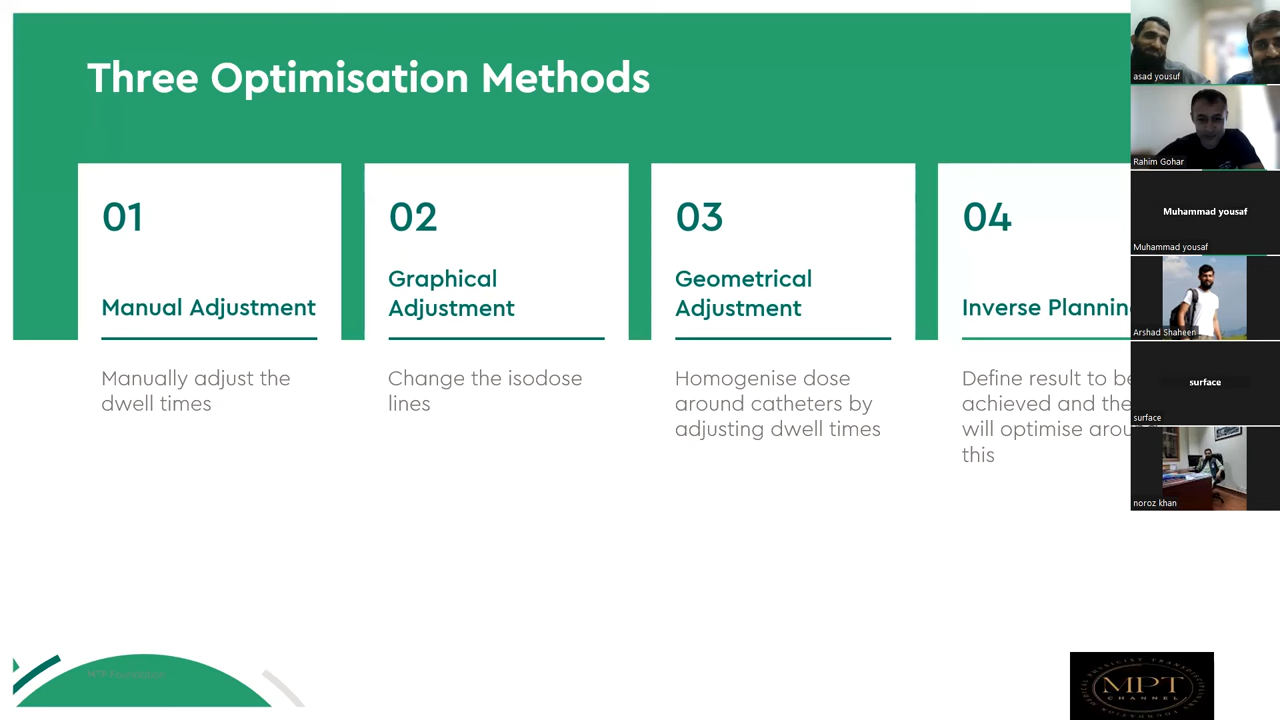 Three Optimisation Methods
01
Manual Adjustment
Manually adjust the
dwell times
02
Graphical
Adjustment
Change the isodose
lines
03
Geometrical
Adjustment
Homogenise dose
around catheters by
adjusting dwell times
04
Inverse Planning
Define result to be
achieved and the
will optimise around
this
asad yousuf
Rahim Gohar
Muhammad yousaf
Muhammad yousaf
Arshad Shaheen
surface
surface
noroz khan
MPT
CHANNEL